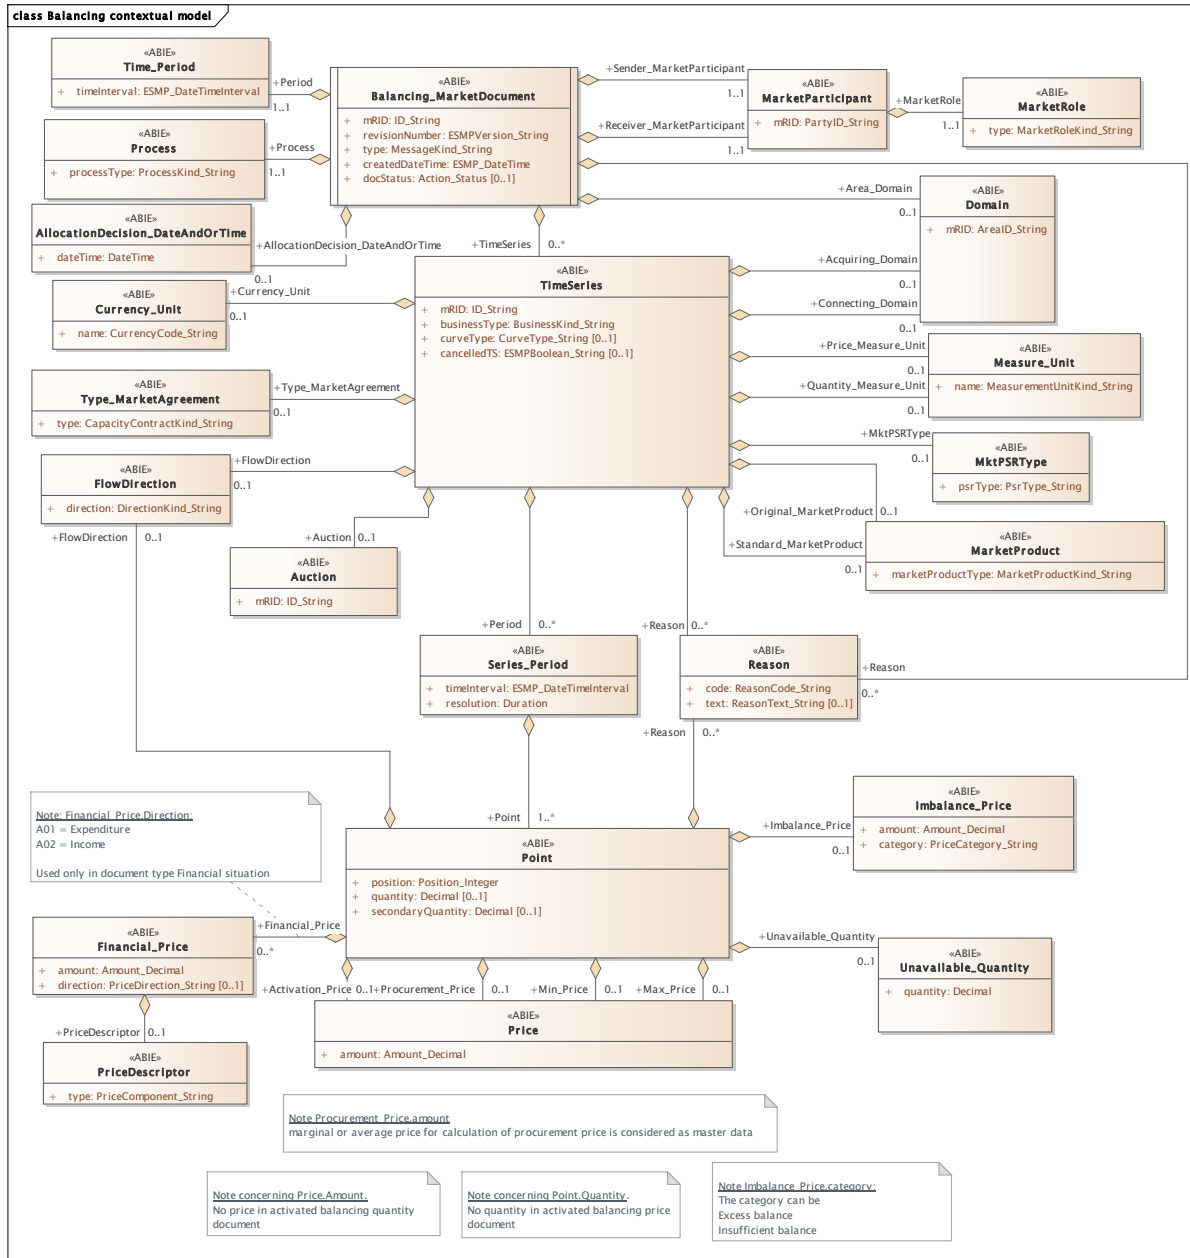 class Balancing contextual model
«ABIE»
Time_Period
+ timeInterval: ESMP_DateTimeInterval
+Period
1..1
«ABIE»
Balancing_MarketDocument
+ mRID: ID_String
+ revisionNumber: ESMPVersion_String
+ type: MessageKind_String
+ createdDateTime: ESMP_DateTime
+ docStatus: Action_Status [0..1]
+Sender_MarketParticipant
1..1
+Receiver_MarketParticipant
1..1
«ABIE»
MarketParticipant
+ mRID: PartyID_String
+MarketRole
1..1
«ABIE»
MarketRole
+ type: MarketRoleKind_String
«ABIE»
Process
+ processType: ProcessKind_String
+Process
1..1
+Area_Domain
0..1
«ABIE»
Domain
+ mRID: AreaID_String
«ABIE»
AllocationDecision_DateAndOrTime
+ dateTime: DateTime
+AllocationDecision_DateAndOrTime
0..1
+TimeSeries 0..*
«ABIE»
TimeSeries
+ mRID: ID_String
+ businessType: BusinessKind_String
+ curveType: CurveType_String [0..1]
+ cancelledTS: ESMPBoolean_String [0..1]
+Acquiring_Domain
0..1
+Connecting_Domain
0..1
«ABIE»
Currency_Unit
+ name: CurrencyCode_String
+Currency_Unit
0..1
+Price_Measure_Unit
0..1
+Quantity_Measure_Unit
0..1
«ABIE»
Measure_Unit
+ name: MeasurementUnitKind_String
«ABIE»
Type_MarketAgreement
+ type: CapacityContractKind_String
+Type_MarketAgreement
0..1
+MktPSRType
0..1
«ABIE»
MktPSRType
+ psrType: PsrType_String
«ABIE»
FlowDirection
+ direction: DirectionKind_String
+FlowDirection
0..1
+FlowDirection 0..1
+Original_MarketProduct 0..1
+Standard_MarketProduct
0..1
«ABIE»
MarketProduct
+ marketProductType: MarketProductKind_String
+Auction 0..1
«ABIE»
Auction
+ mRID: ID_String
+Period 0..*
«ABIE»
Series_Period
+ timeInterval: ESMP_DateTimeInterval
+ resolution: Duration
+Reason 0..*
«ABIE»
Reason
+ code: ReasonCode_String
+ text: ReasonText_String [0..1]
+Reason
0..*
+Reason 0..*
Note: Financial_Price.Direction:
A01 = Expenditure
A02 = Income
Used only in document type Financial situation
+Point 1..*
«ABIE»
Point
+ position: Position_Integer
+ quantity: Decimal [0..1]
+ secondaryQuantity: Decimal [0..1]
+Imbalance_Price
0..1
«ABIE»
Imbalance_Price
+ amount: Amount_Decimal
+ category: PriceCategory_String
«ABIE»
Financial_Price
+ amount: Amount_Decimal
+ direction: PriceDirection_String [0..1]
+Financial_Price
0..*
+Unavailable_Quantity
0..1
«ABIE»
Unavailable_Quantity
+ quantity: Decimal
+Activation_Price 0..1
+Procurement_Price 0..1
+Min_Price 0..1
+Max_Price 0..1
«ABIE»
Price
+ amount: Amount_Decimal
+PriceDescriptor 0..1
«ABIE»
PriceDescriptor
+ type: PriceComponent_String
Note Procurement_Price.amount
marginal or average price for calculation of procurement price is considered as master data
Note concerning Price.Amount.
No price in activated balancing quantity
document
Note concerning Point.Quantity.
No quantity in activated balancing price
document
Note Imbalance_Price.category:
The category can be
Excess balance
Insufficient balance